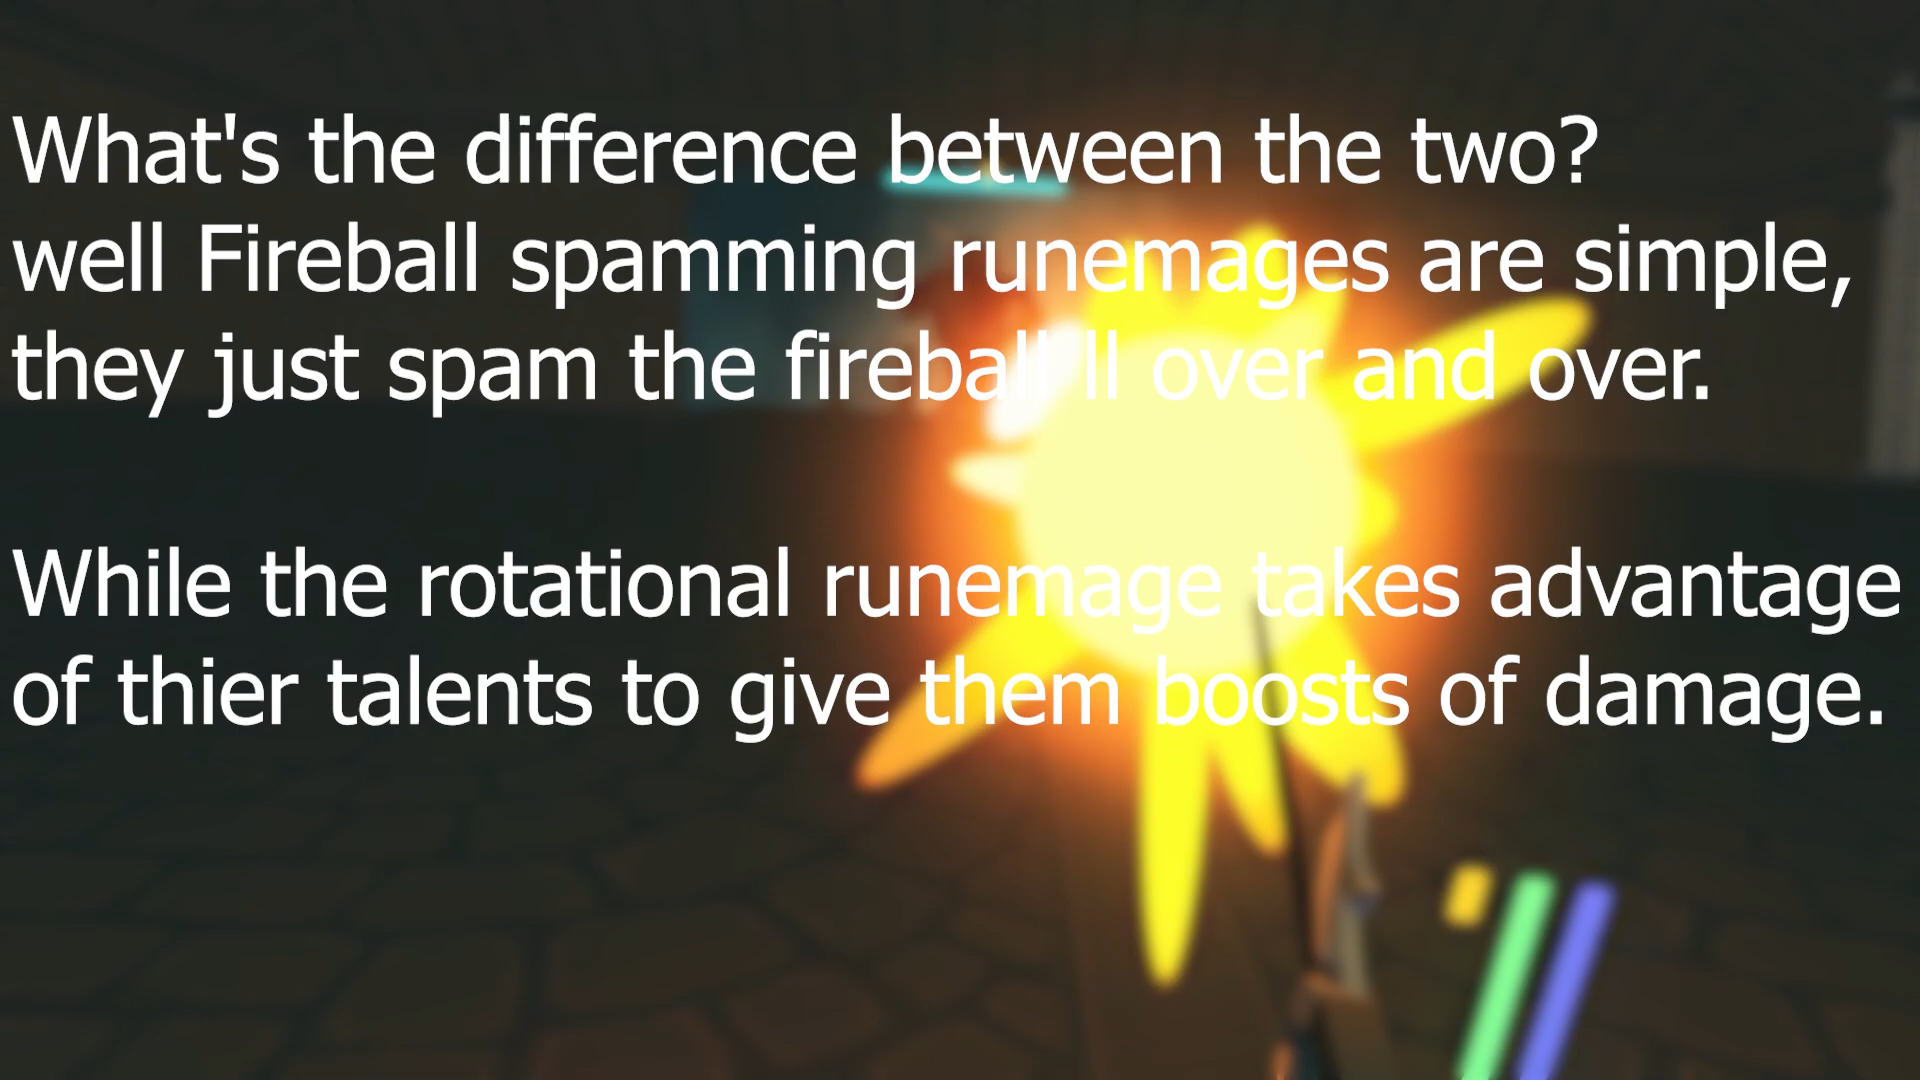 What's the difference between the two?
well Fireball spamming runemages are simple,
they just spam the fireball ll over and over.
While the rotational runemage takes advantage
of thier talents to give them boosts of damage.